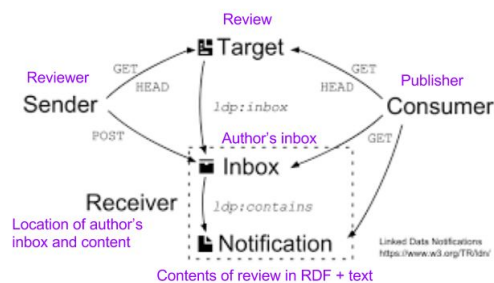 Review
Target
Reviewer
GET
HEAD
GET
HEAD
Publisher
Sender
ldp:inbox
Consumer
POST
Author's inbox
GET
Inbox
Receiver
ldp:contains
Location of author's
inbox and content
Notification
Linked Data Notifications
https://www.w3.org/TR/ldn/
Contents of review in RDF + text